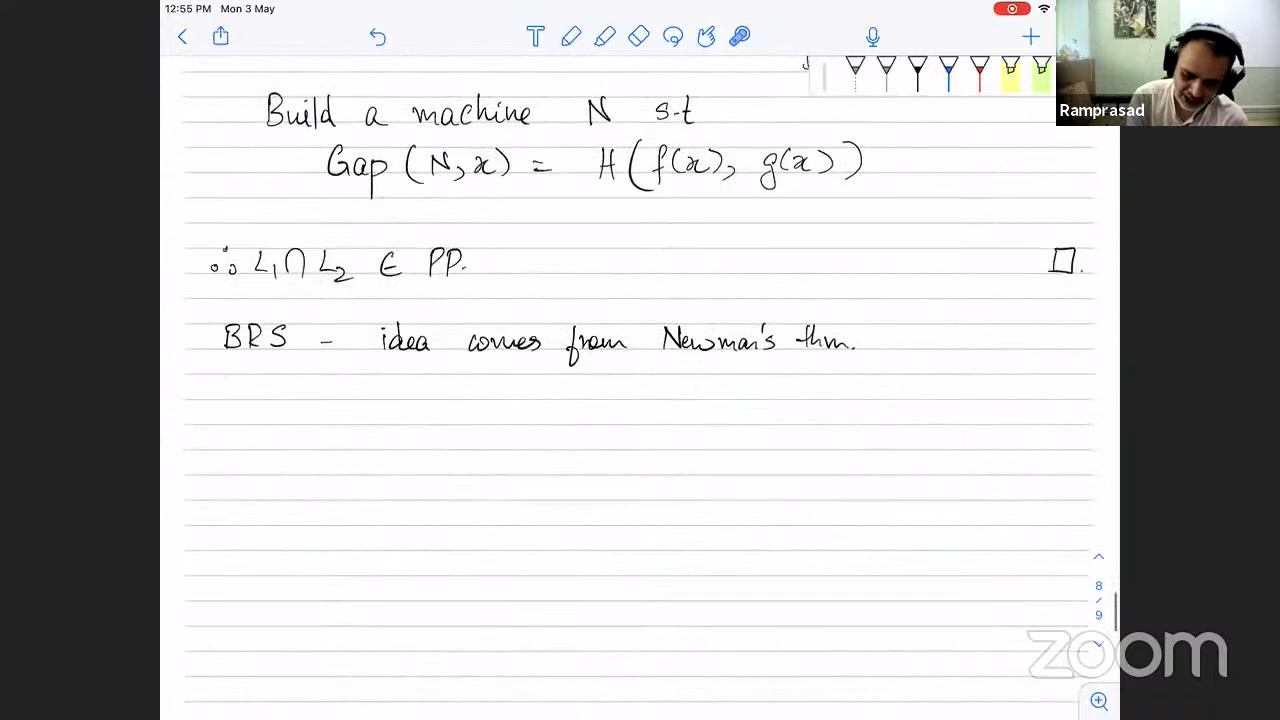 12:55 PM Mon 3 May
Ramprasad
Build a machine N s.t
Gap (N, x) = H(f(x), g(x))
∴ L₁∩ L₂ ∈ PP.
□.
BRS - idea comes from Newman's thm.
8
9
zoom